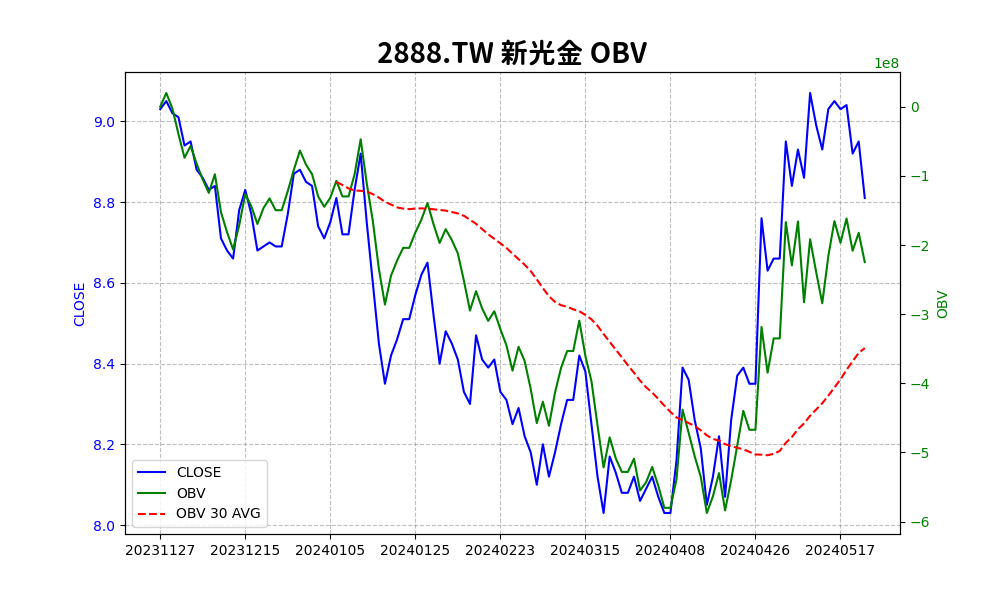 2888.TW 新光金 OBV
1e8
9.0
8.8
8.6
8.4
8.2
8.0
CLOSE
0
−1
−2
−3
−4
−5
−6
OBV
CLOSE
OBV
OBV 30 AVG
20231127 20231215 20240105 20240125 20240223 20240315 20240408 20240426 20240517